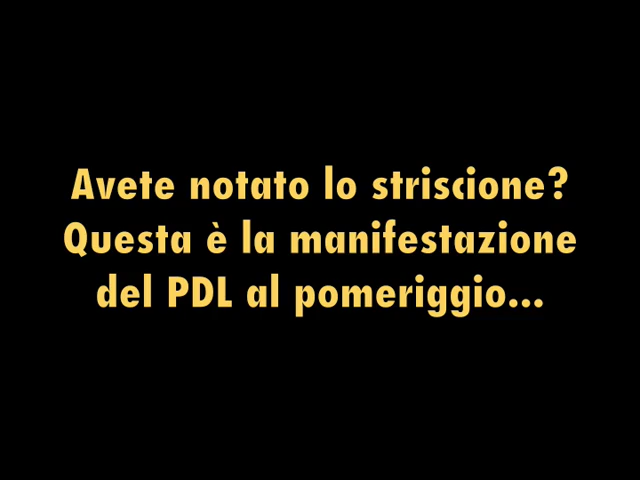 Avete notato lo striscione?
Questa è la manifestazione
del PDL al pomeriggio...